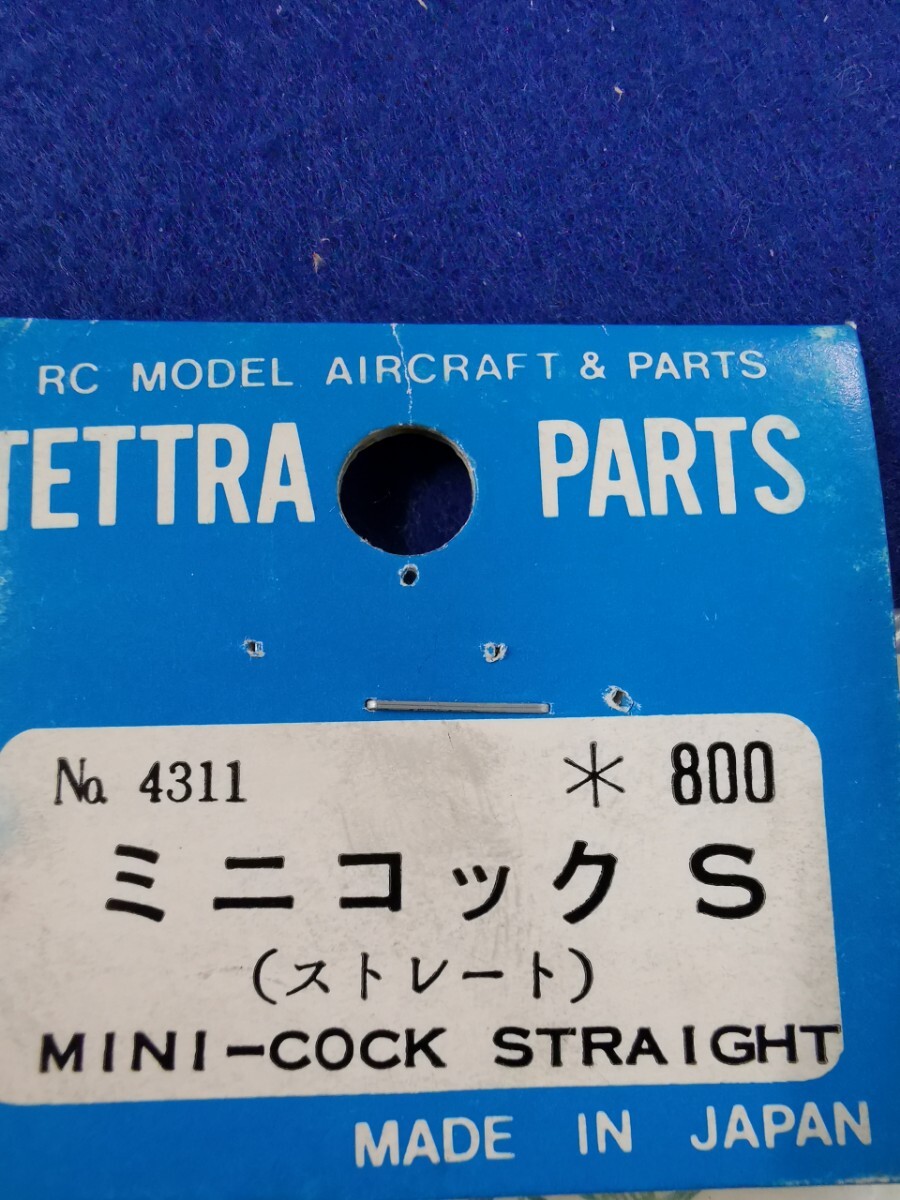 RC MODEL AIRCRAFT & PARTS
TETTRA PARTS
No. 4311 * 800
ミニコック S
(ストレート)
MINI-COCK STRAIGHT
MADE IN JAPAN